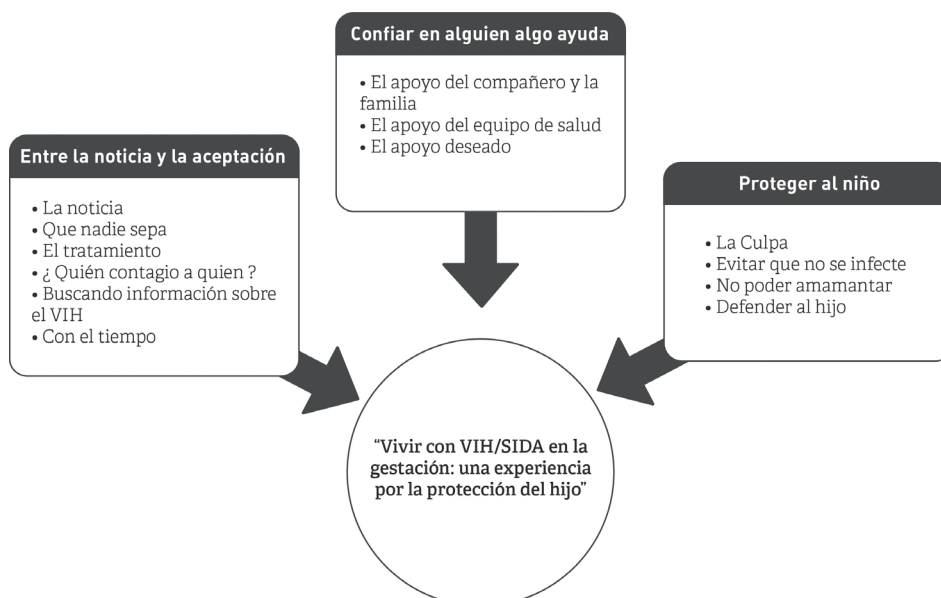 Confiar en alguien algo ayuda
• El apoyo del compañero y la
familia
• El apoyo del equipo de salud
• El apoyo deseado
Entre la noticia y la aceptación
• La noticia
• Que nadie sepa
• El tratamiento
• ¿ Quién contagio a quien ?
• Buscando información sobre
el VIH
• Con el tiempo
Proteger al niño
• La Culpa
• Evitar que no se infecte
• No poder amamantar
• Defender al hijo
“Vivir con VIH/SIDA en la
gestación: una experiencia
por la protección del hijo”